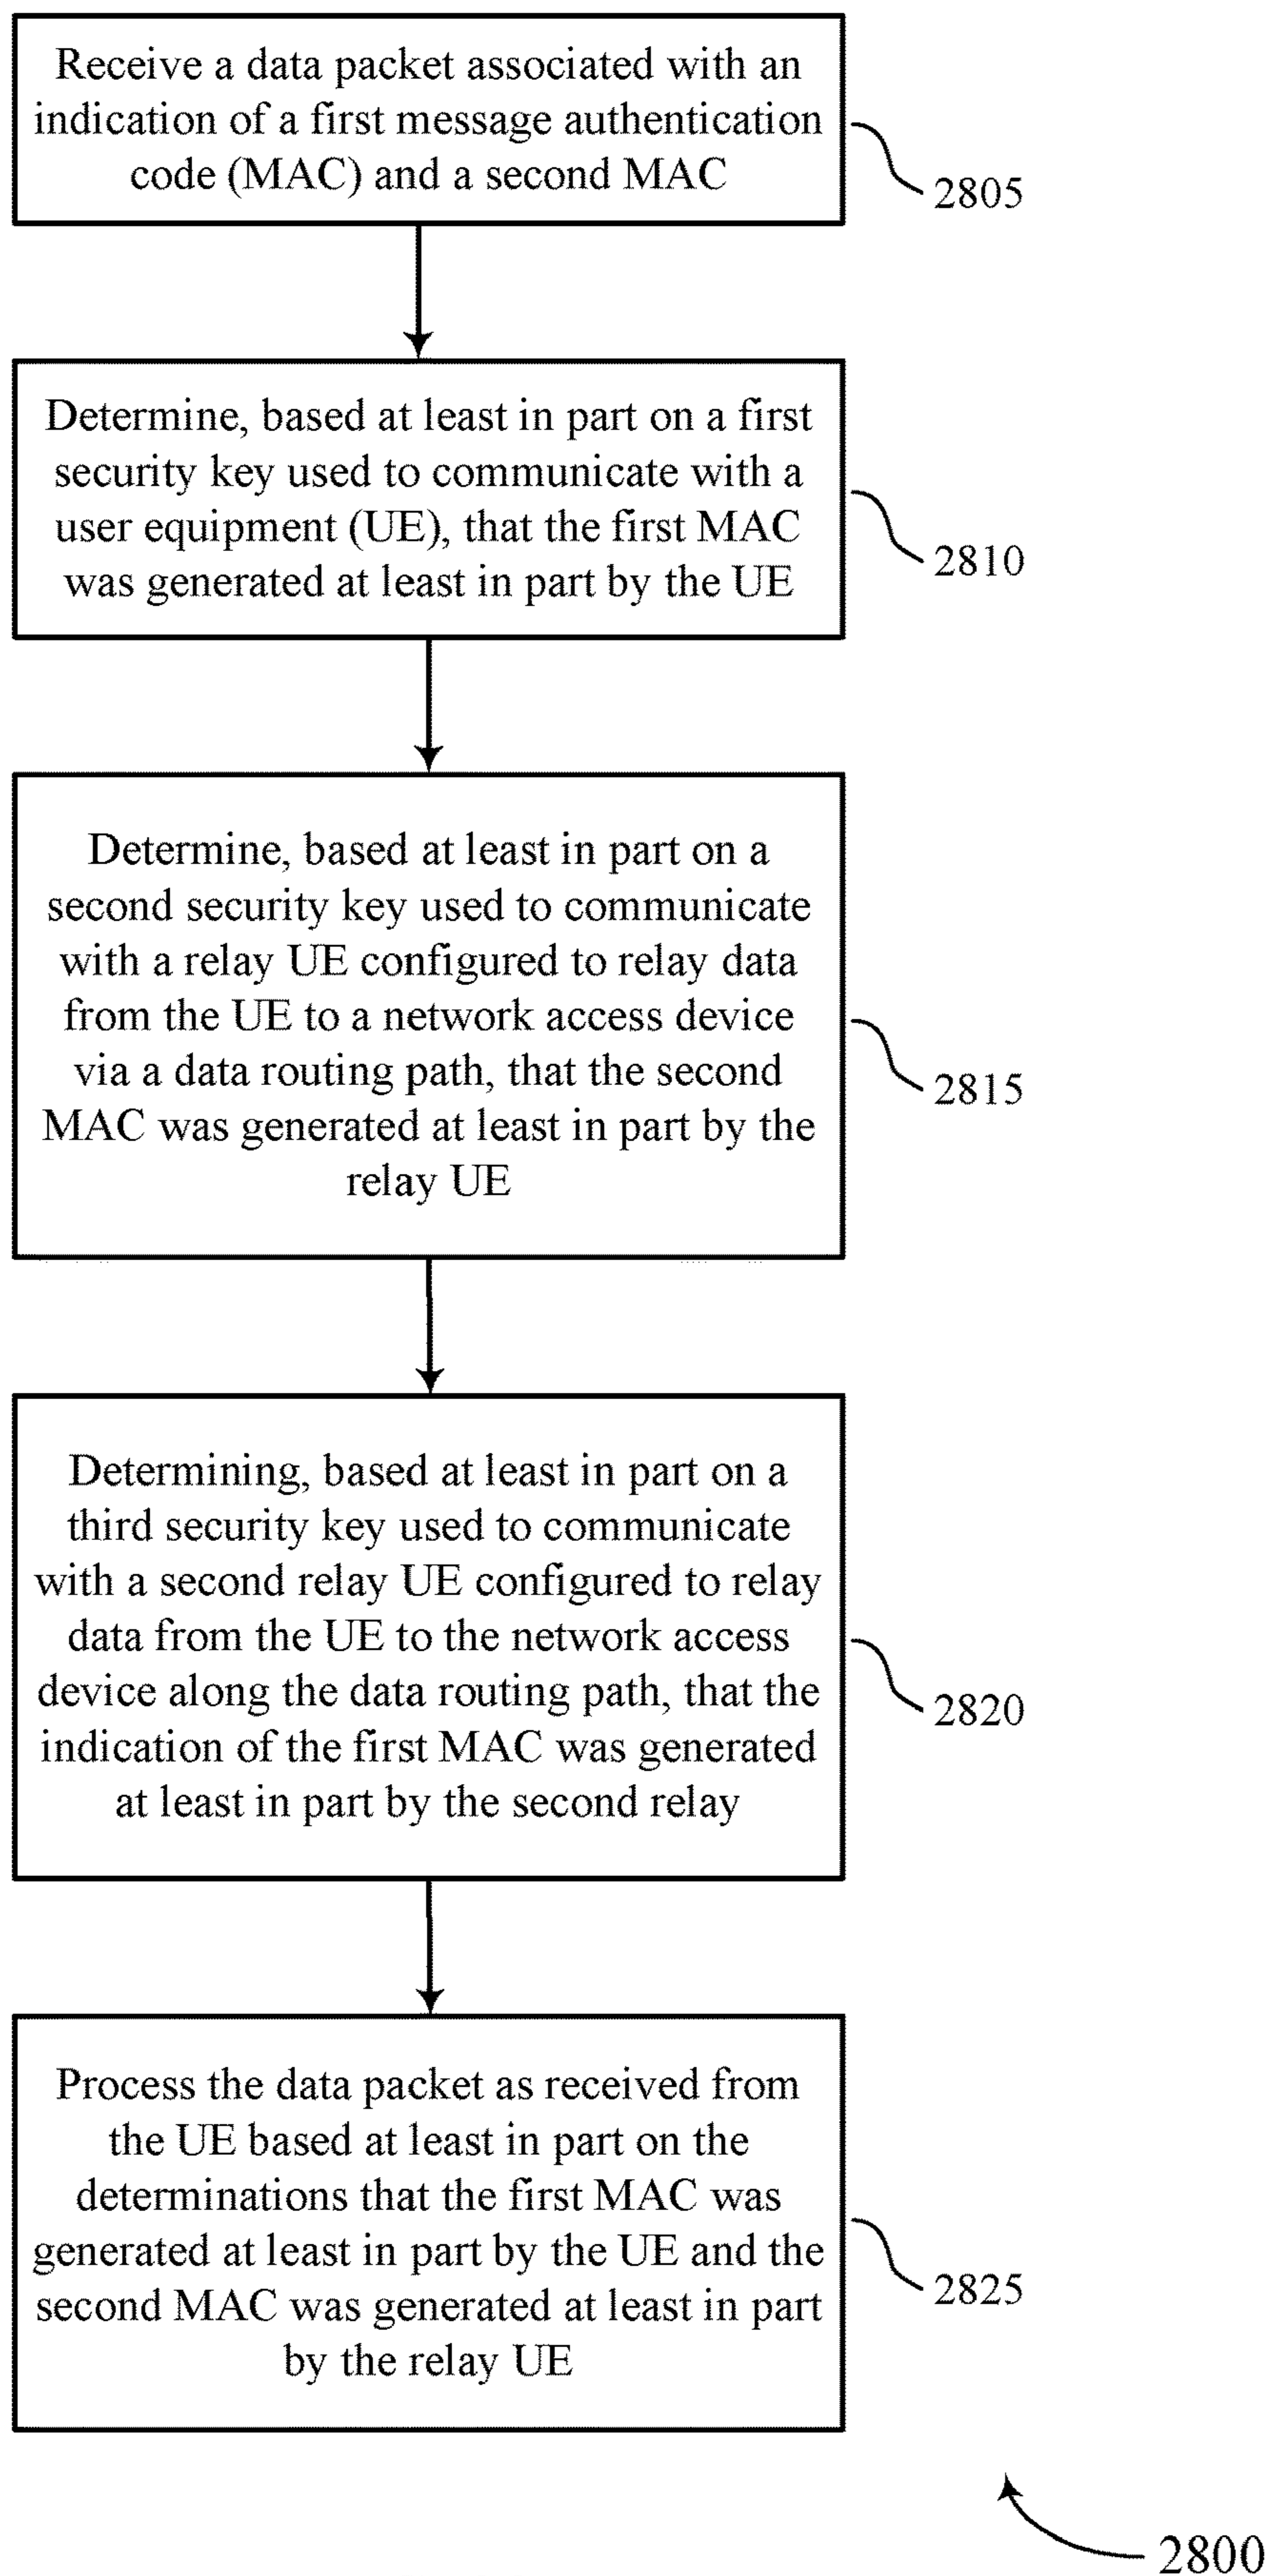 Receive a data packet associated with an
indication of a first message authentication
code (MAC) and a second MAC
2805
Determine, based at least in part on a first
security key used to communicate with a
user equipment (UE), that the first MAC
was generated at least in part by the UE
2810
Determine, based at least in part on a
second security key used to communicate
with a relay UE configured to relay data
from the UE to a network access device
via a data routing path, that the second
MAC was generated at least in part by the
relay UE
2815
Determining, based at least in part on a
third security key used to communicate
with a second relay UE configured to relay
data from the UE to the network access
device along the data routing path, that the
indication of the first MAC was generated
at least in part by the second relay
2820
Process the data packet as received from
the UE based at least in part on the
determinations that the first MAC was
generated at least in part by the UE and the
second MAC was generated at least in part
by the relay UE
2825
2800